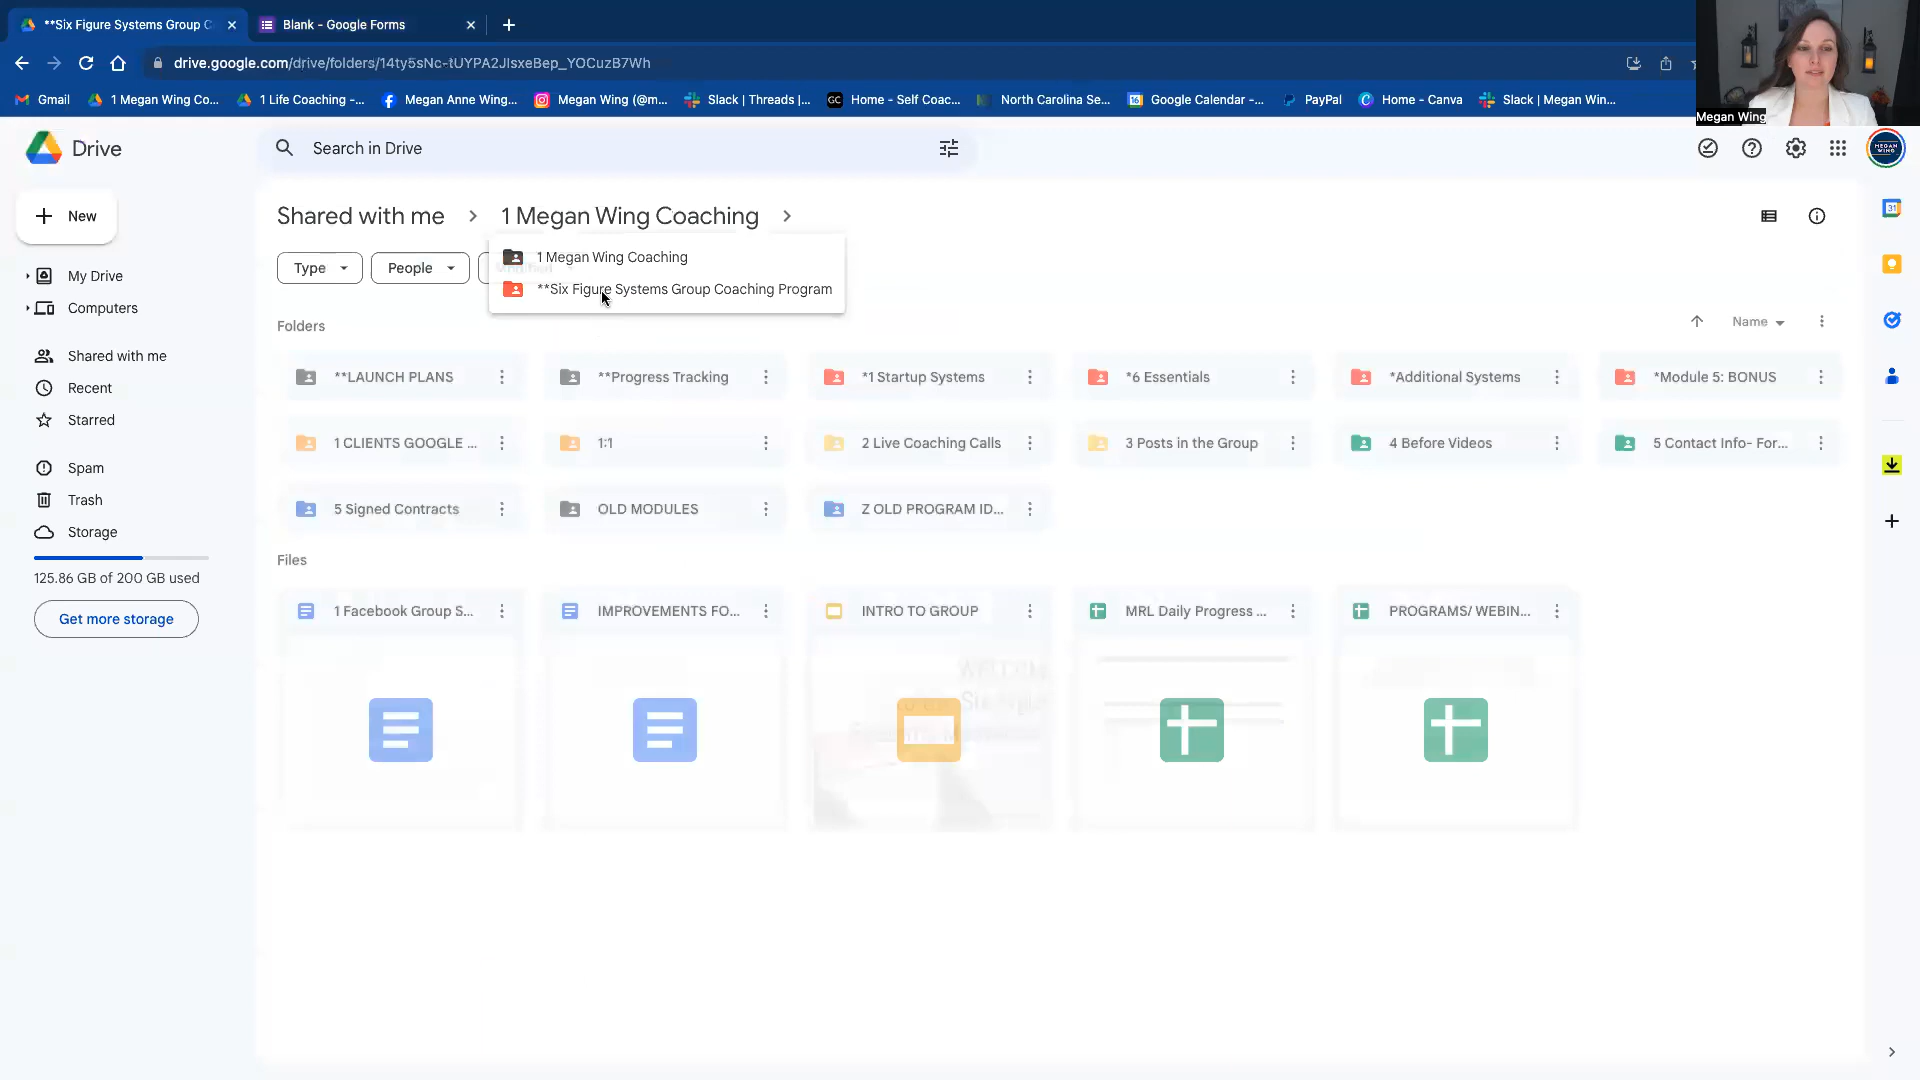 **Six Figure Systems Group C
Blank - Google Forms
drive.google.com/drive/folders/14ty5sNc-tUYPA2JIsxeBep_YOCuzB7Wh
Gmail
1 Megan Wing Co...
1 Life Coaching -...
Megan Anne Wing...
Megan Wing (@m...
Slack | Threads |...
Home - Self Coac...
North Carolina Se...
Google Calendar -...
PayPal
Home - Canva
Slack | Megan Win...
Megan Wing
Drive
Search in Drive
New
My Drive
Computers
Shared with me
Recent
Starred
Spam
Trash
Storage
125.86 GB of 200 GB used
Get more storage
Shared with me
1 Megan Wing Coaching
Type
People
1 Megan Wing Coaching
**Six Figure Systems Group Coaching Program
Folders
Name
**LAUNCH PLANS
**Progress Tracking
*1 Startup Systems
*6 Essentials
*Additional Systems
*Module 5: BONUS
1 CLIENTS GOOGLE ...
1:1
2 Live Coaching Calls
3 Posts in the Group
4 Before Videos
5 Contact Info- For...
5 Signed Contracts
OLD MODULES
Z OLD PROGRAM ID...
Files
1 Facebook Group S...
IMPROVEMENTS FO...
INTRO TO GROUP
MRL Daily Progress ...
PROGRAMS/ WEBIN...